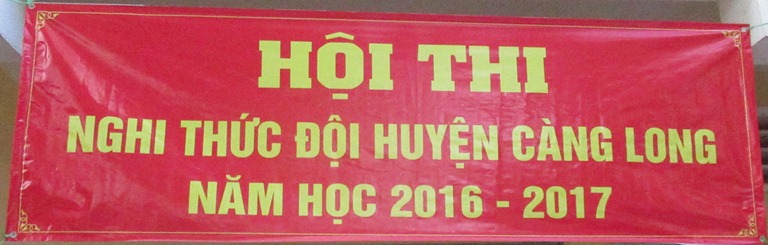 HỘI THI
NGHI THỨC ĐỘI HUYỆN CÀNG LONG
NĂM HỌC 2016 - 2017